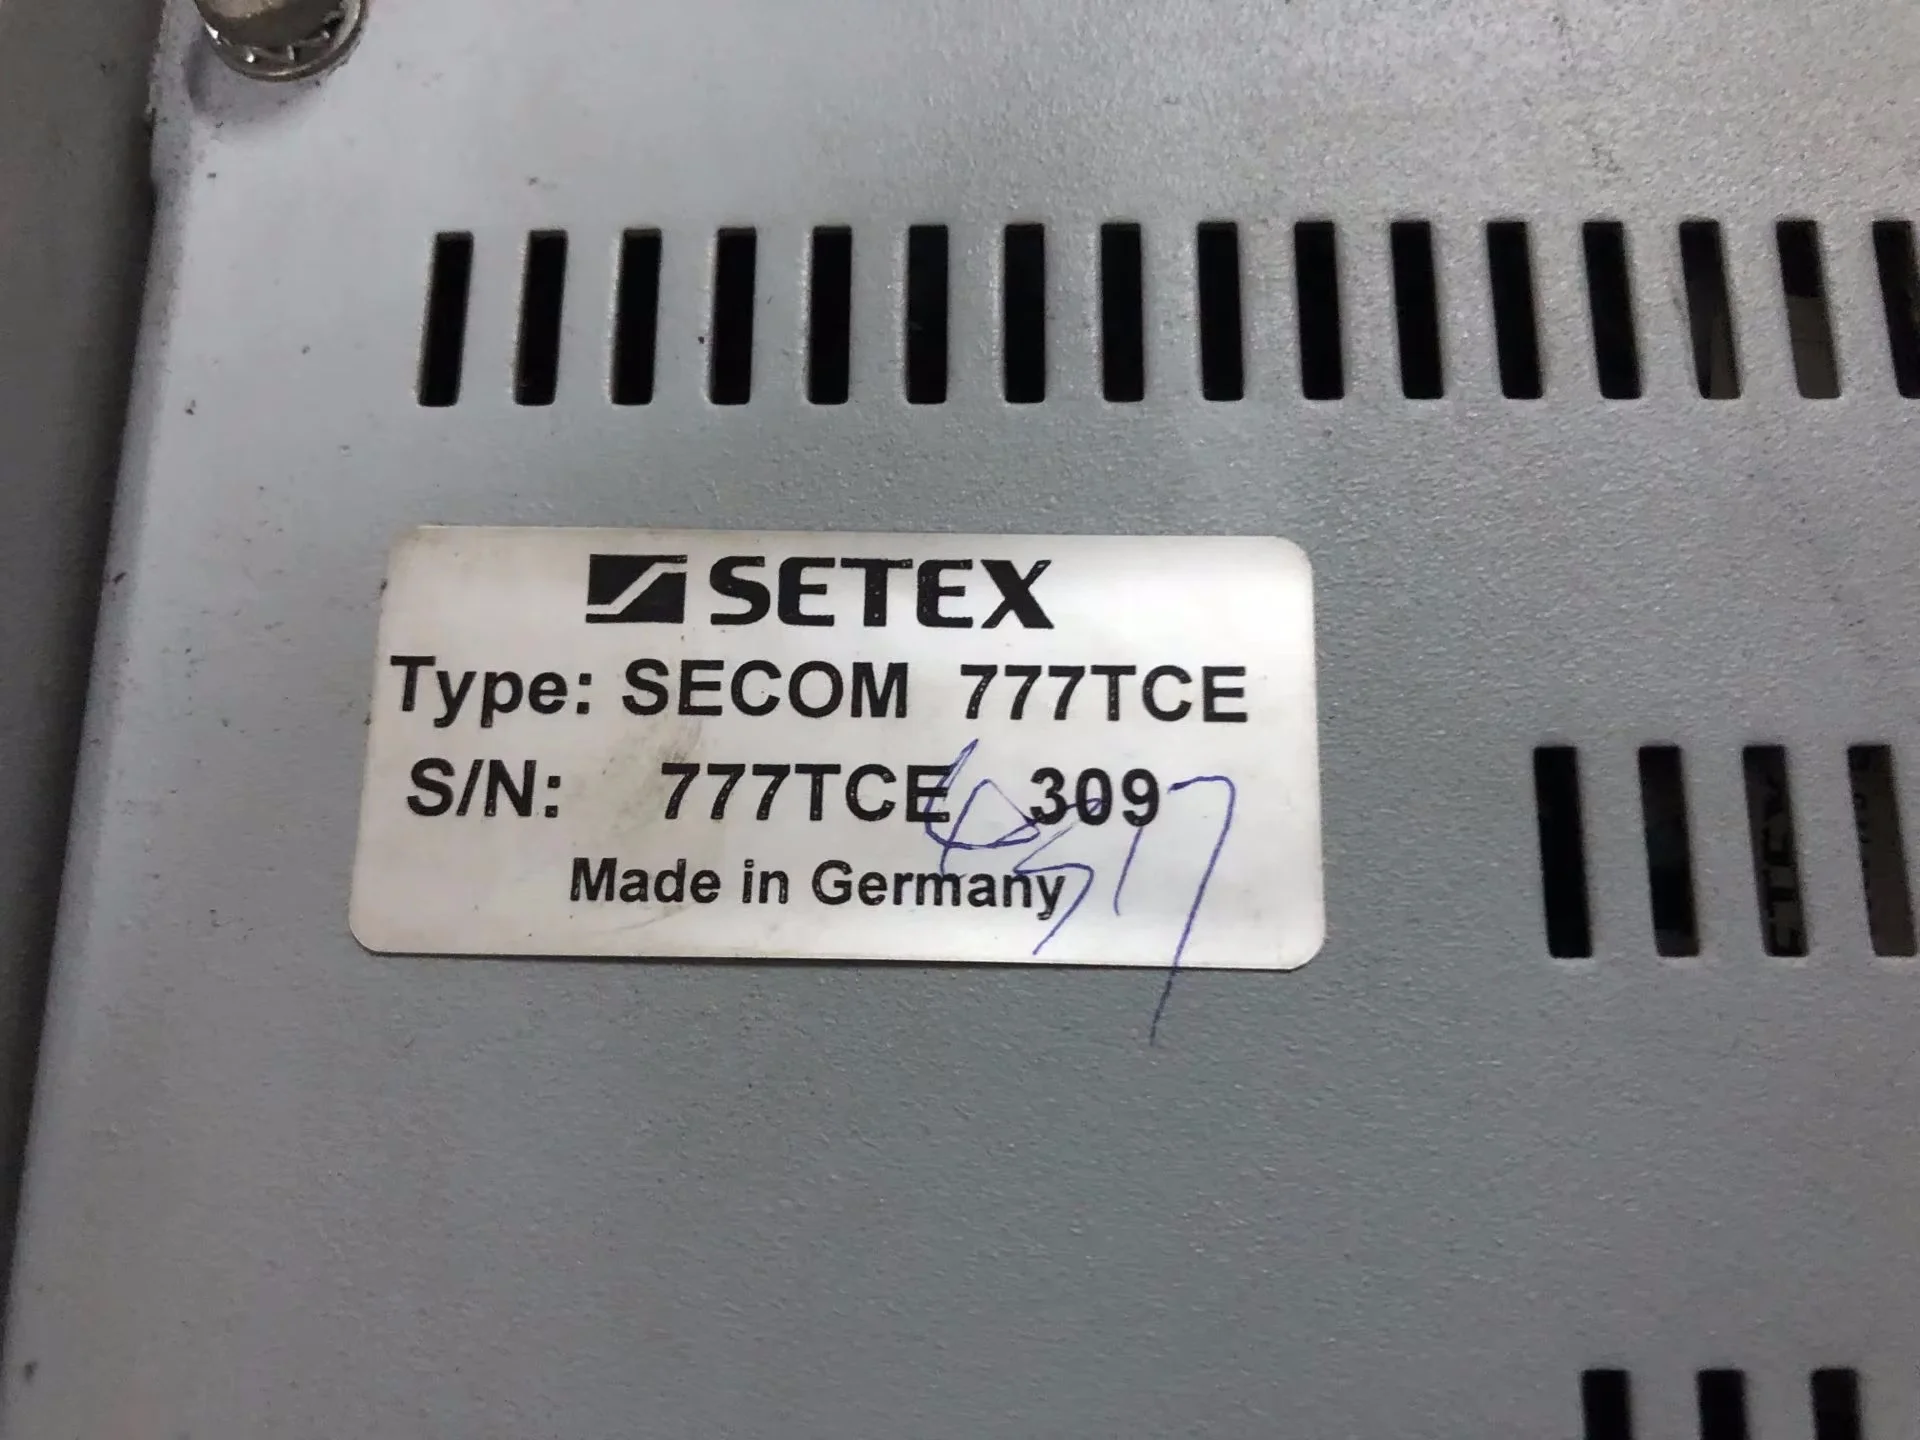 SETEX
Type: SECOM 777TCE
S/N: 777TCE 309
Made in Germany